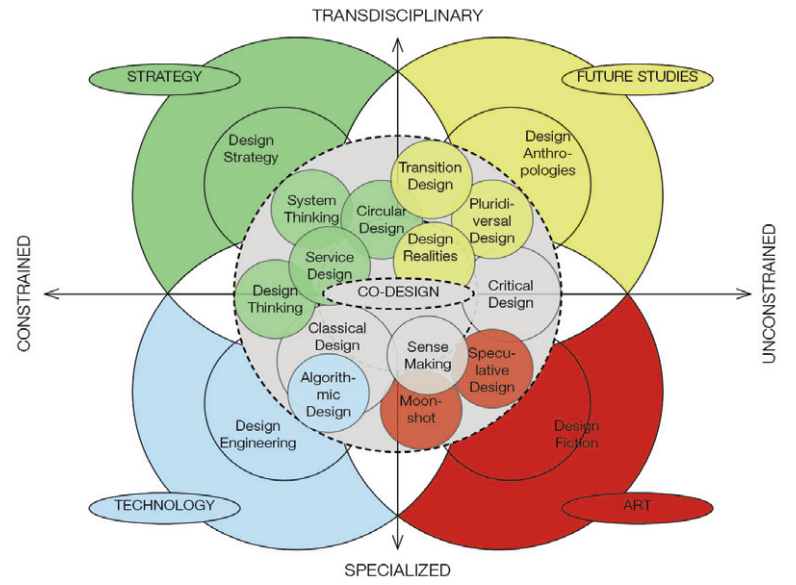 TRANSDISCIPLINARY
STRATEGY
FUTURE STUDIES
Design
Strategy
Design
Anthro-
pologies
Transition
Design
System
Thinking
Circular
Design
Pluridi-
versal
Design
Service
Design
Design
Realities
CONSTRAINED
UNCONSTRAINED
Design
Thinking
CO-DESIGN
Critical
Design
Classical
Design
Sense
Making
Specu-
lative
Design
Algorith-
mic
Design
Moon-
shot
Design
Engineering
Design
Fiction
TECHNOLOGY
ART
SPECIALIZED